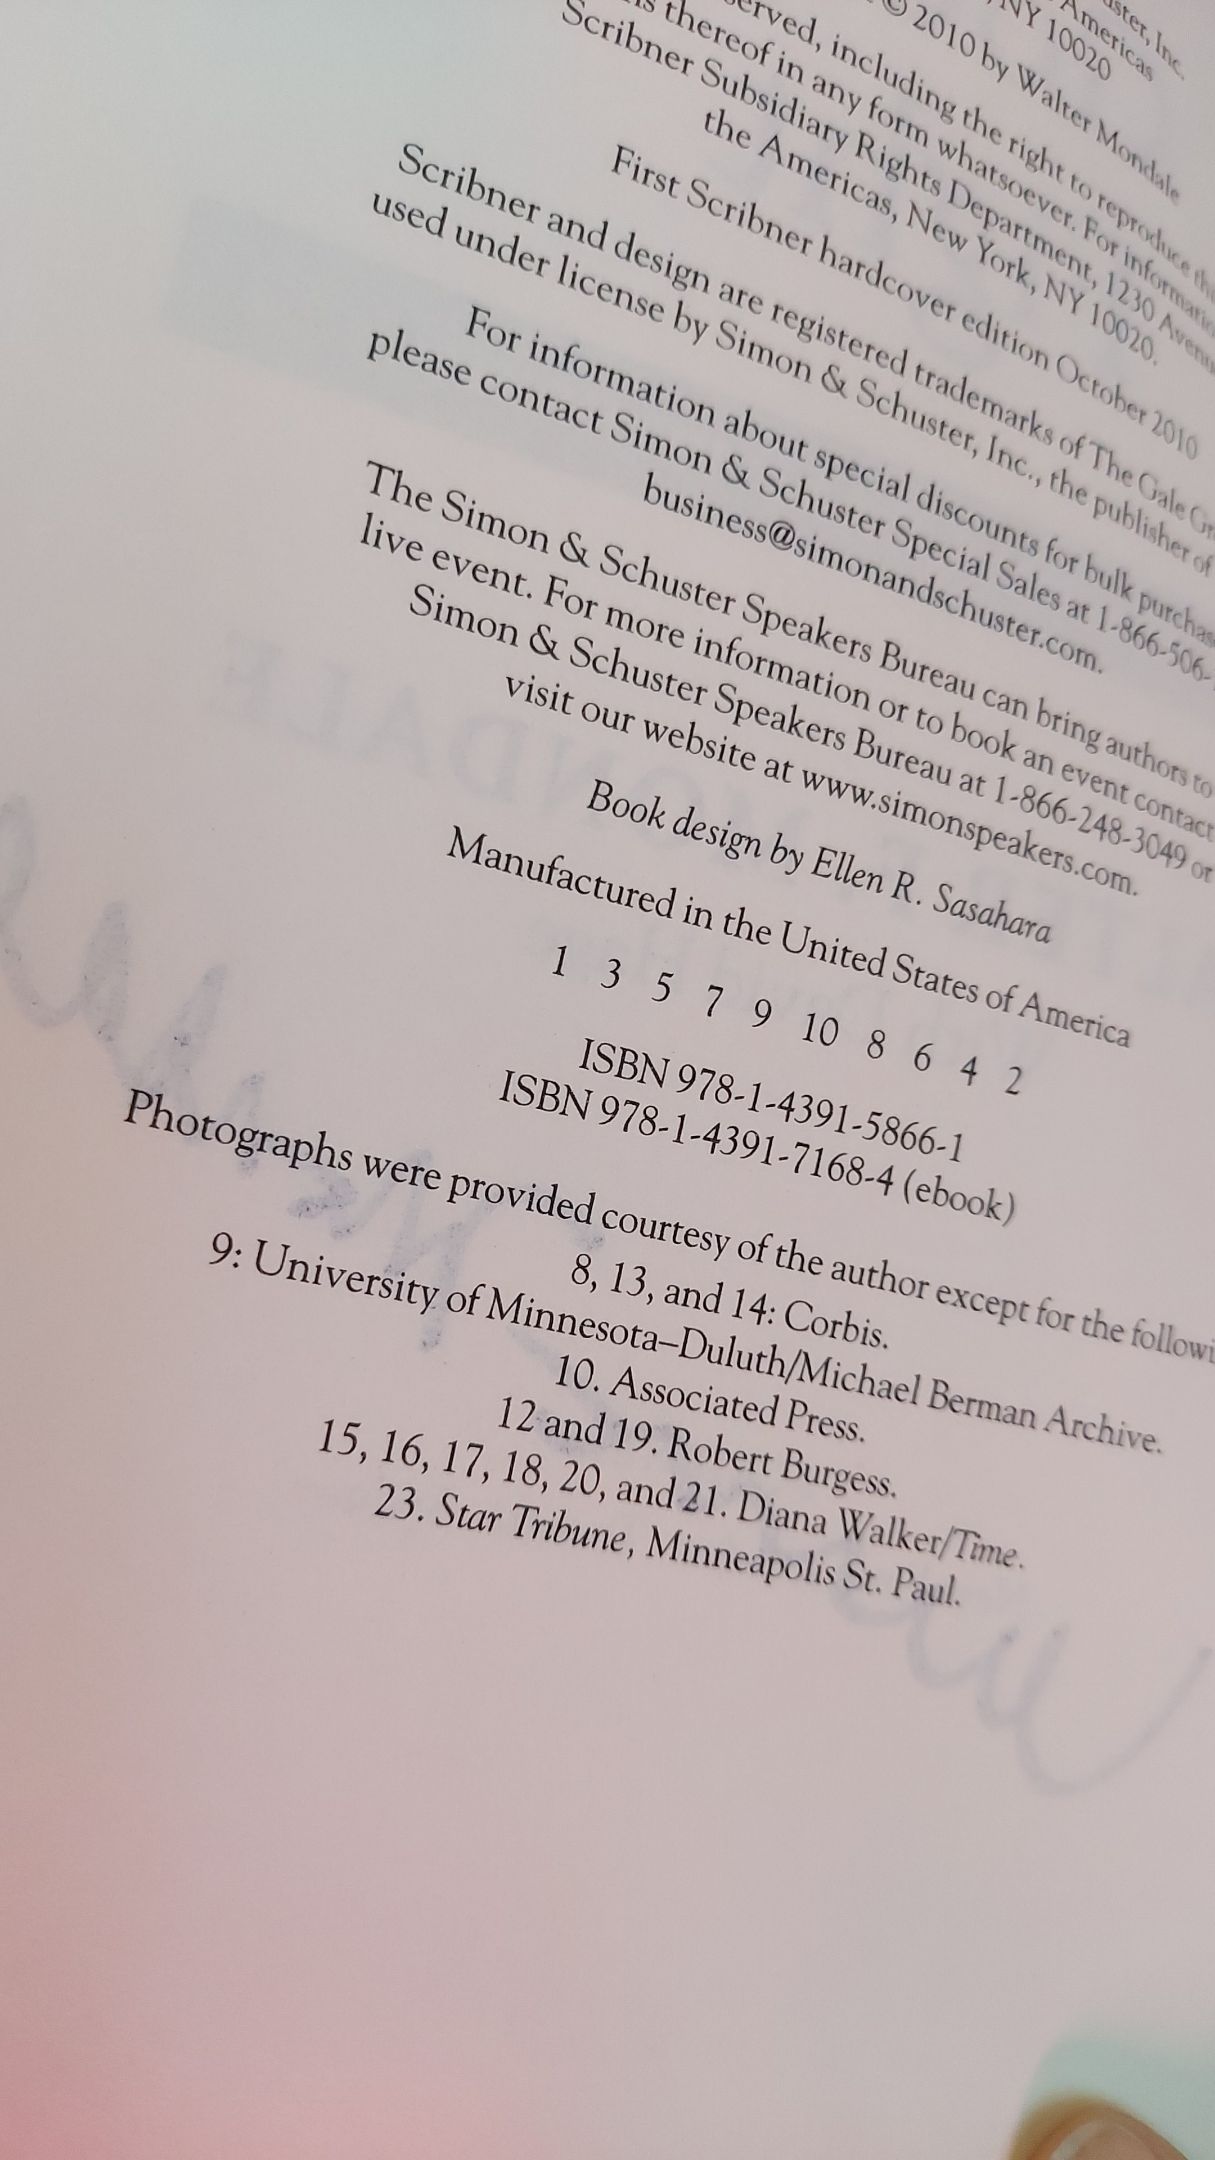 Inc.
Americas
NY 10020
© 2010 by Walter Mondale
including the right to reproduce
thereof in any form whatsoever. For
Scribner Subsidiary Rights Department, 1230
the Americas, New York, NY 10020.
First Scribner hardcover edition October 2010
Scribner and design are registered trademarks of The Gale
used under license by Simon & Schuster, Inc., the publisher of
For information about special discounts for bulk
please contact Simon & Schuster Special Sales at 1-866-506-
business@simonandschuster.com.
The Simon & Schuster Speakers Bureau can bring authors to
live event. For more information or to book an event contact
Simon & Schuster Speakers Bureau at 1-866-248-3049 or
visit our website at www.simonspeakers.com.
Book design by Ellen R. Sasahara
Manufactured in the United States of America
1 3 5 7 9 10 8 6 4 2
ISBN 978-1-4391-5866-1
ISBN 978-1-4391-7168-4 (ebook)
Photographs were provided courtesy of the author except for the
8, 13, and 14: Corbis.
9: University of Minnesota–Duluth/Michael Berman Archive.
10. Associated Press.
12 and 19. Robert Burgess.
15, 16, 17, 18, 20, and 21. Diana Walker/Time.
23. Star Tribune, Minneapolis St. Paul.